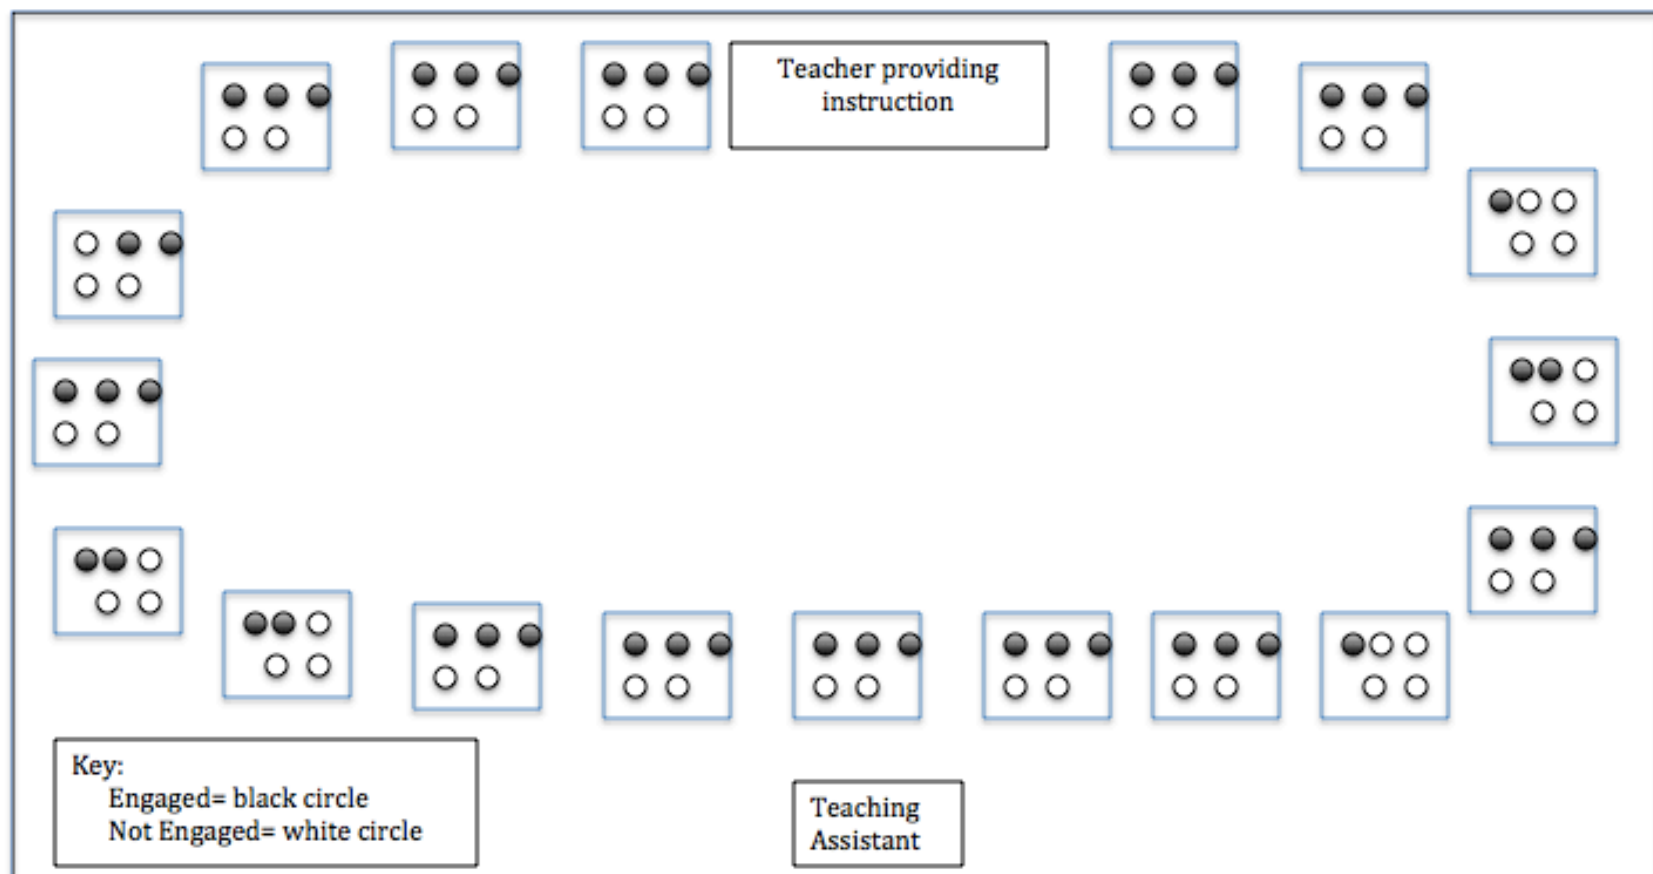 Teacher providing
instruction
Key:
Engaged= black circle
Not Engaged= white circle
Teaching
Assistant